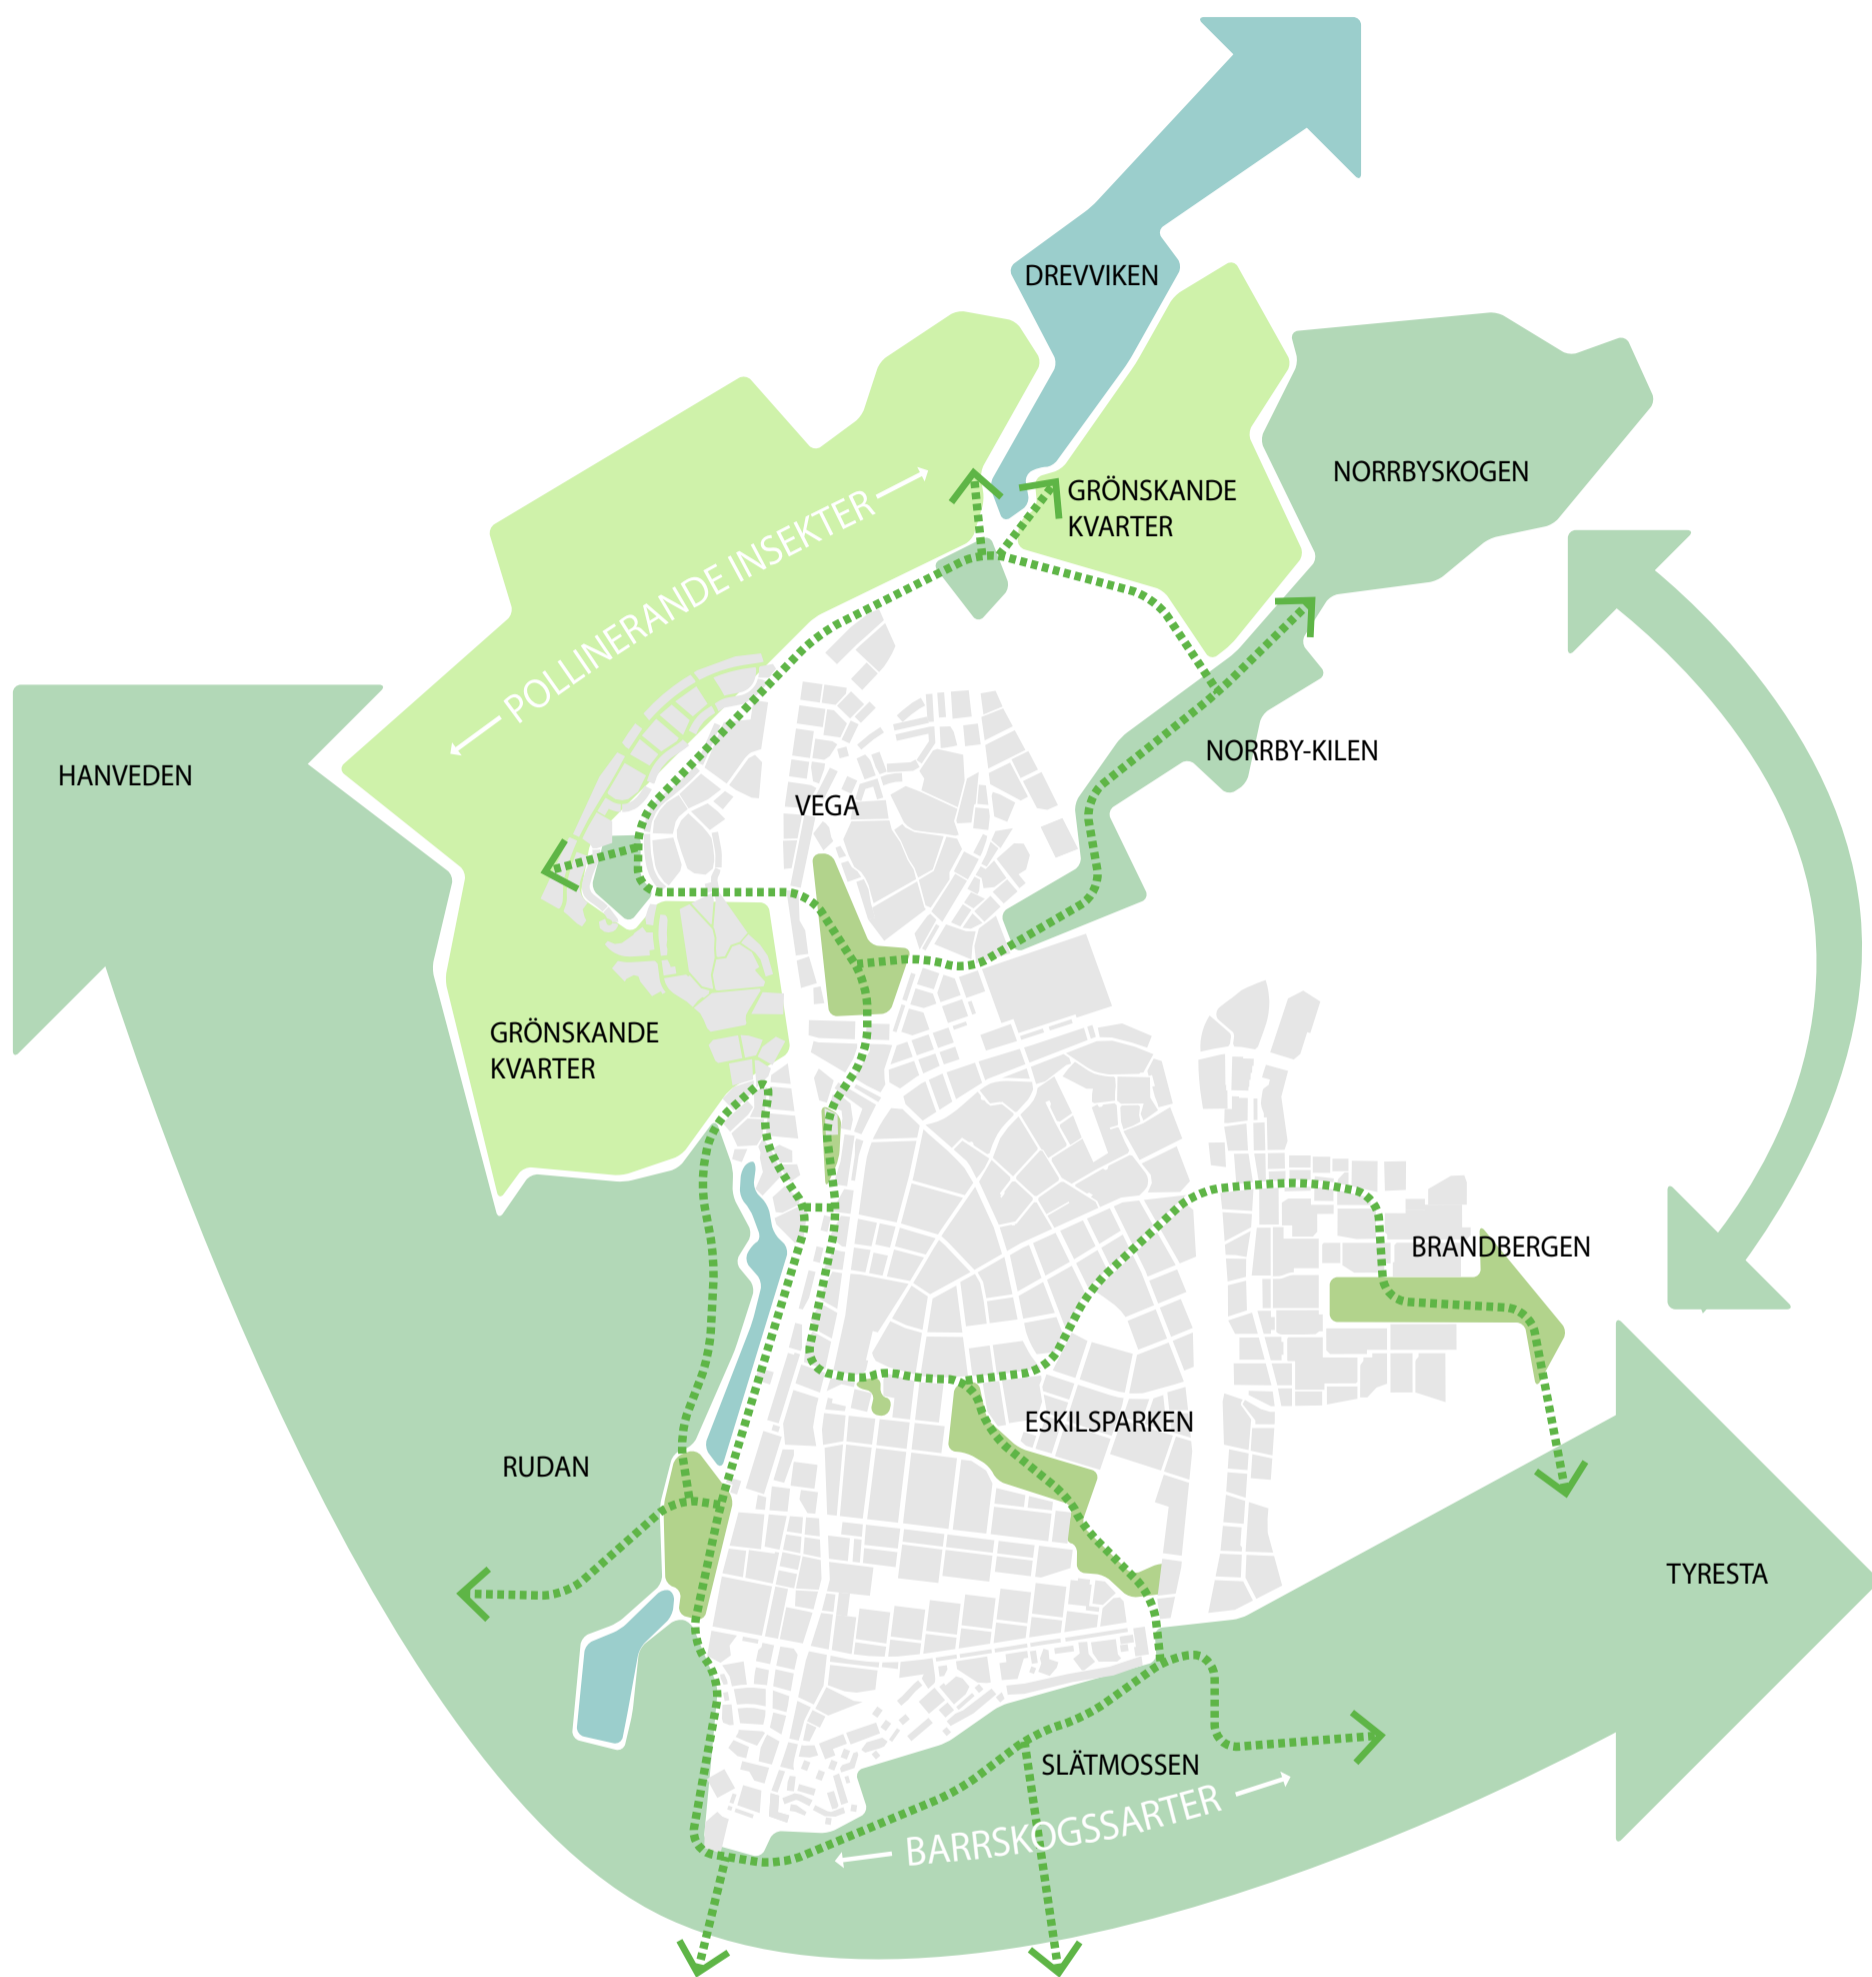 DREVVIKEN
NORRBYSKOGEN
GRÖNSKANDE
KVARTER
POLLINERANDE INSEKTER
NORRBY-KILEN
HANVEDEN
VEGA
GRÖNSKANDE
KVARTER
BRANDBERGEN
ESKILSPARKEN
RUDAN
TYRESTA
SLÄTMOSSEN
BARRSKOGSSARTER